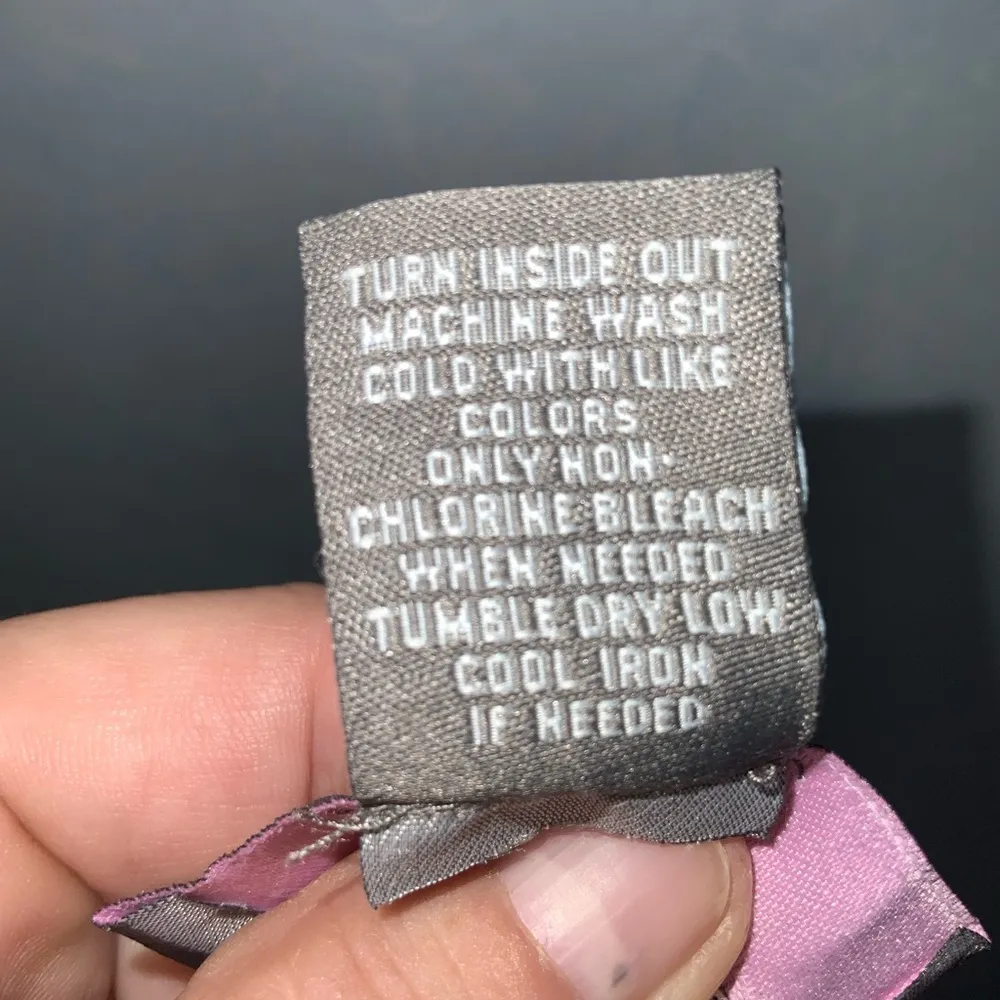 TURN INSIDE OUT
MACHINE WASH
COLD WITH LIKE
COLORS
ONLY NON-
CHLORINE BLEACH
WHEN NEEDED
TUMBLE DRY LOW
COOL IRON
IF NEEDED